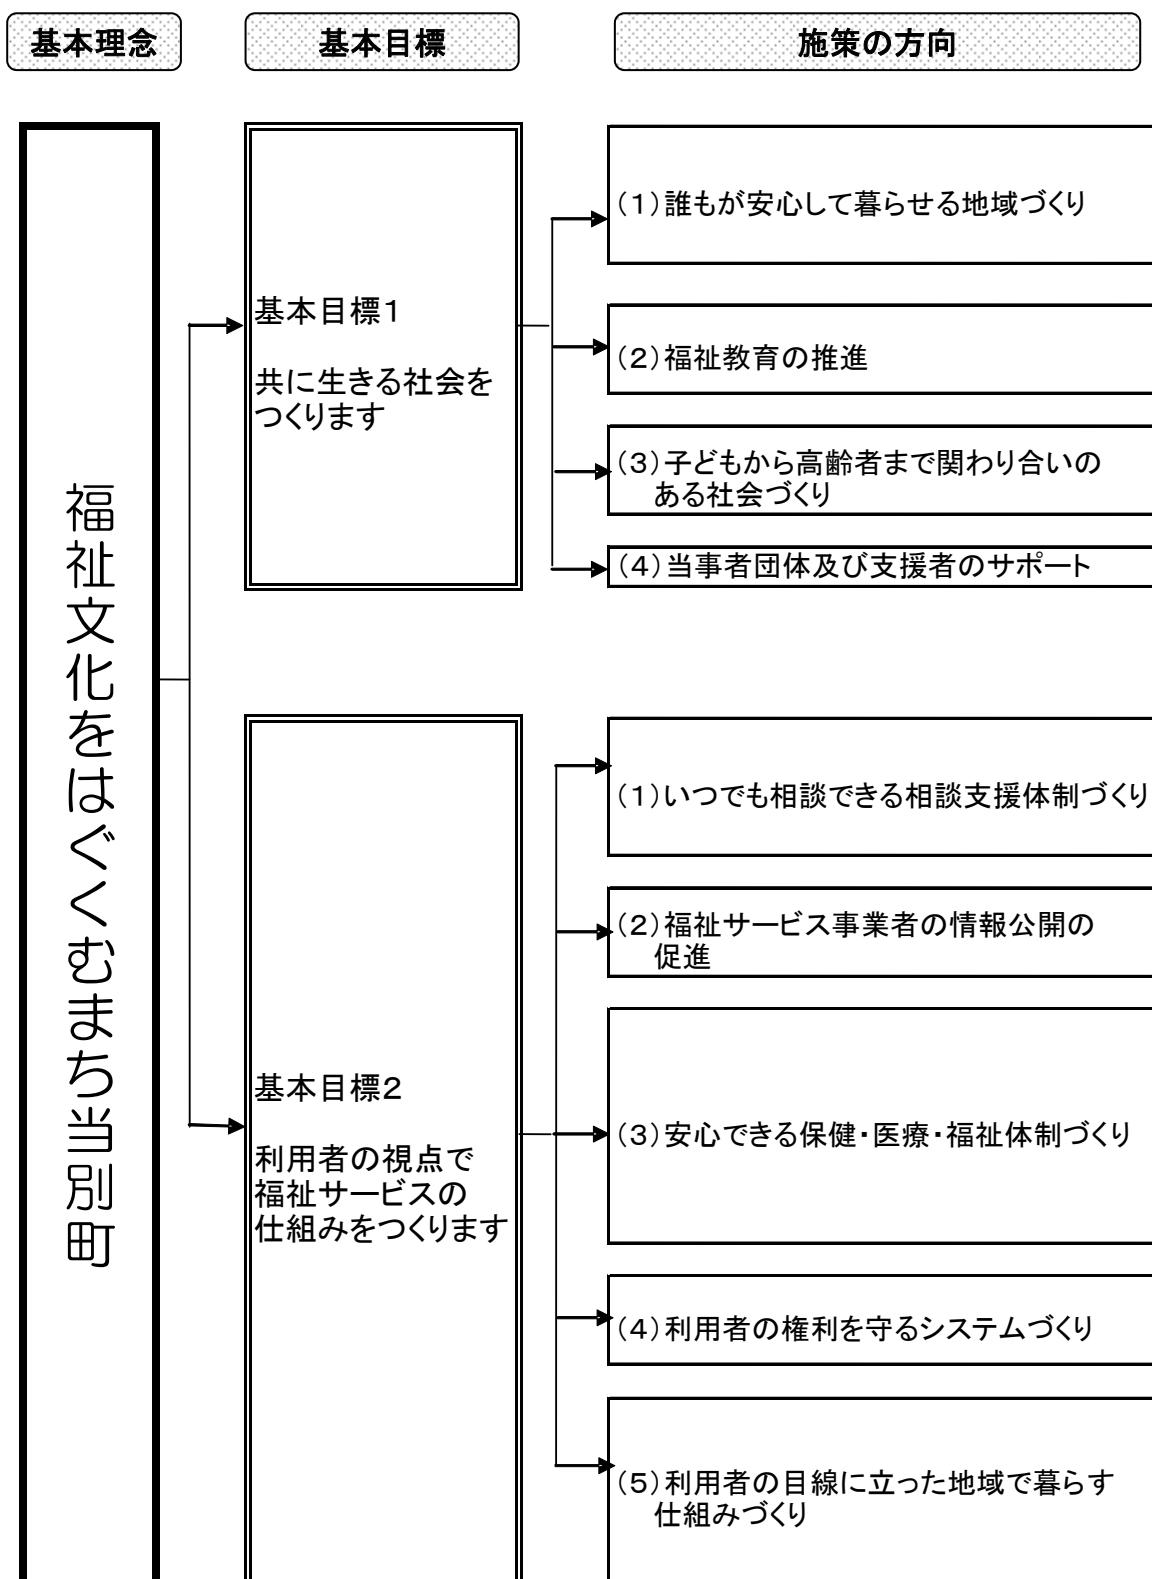 基本理念
基本目標
施策の方向
福祉文化をはぐくむまち当別町
基本目標1
共に生きる社会を
つくります
(1)誰もが安心して暮らせる地域づくり
(2)福祉教育の推進
(3)子どもから高齢者まで関わり合いの
ある社会づくり
(4)当事者団体及び支援者のサポート
基本目標2
利用者の視点で
福祉サービスの
仕組みをつくります
(1)いつでも相談できる相談支援体制づくり
(2)福祉サービス事業者の情報公開の
促進
(3)安心できる保健・医療・福祉体制づくり
(4)利用者の権利を守るシステムづくり
(5)利用者の目線に立った地域で暮らす
仕組みづくり